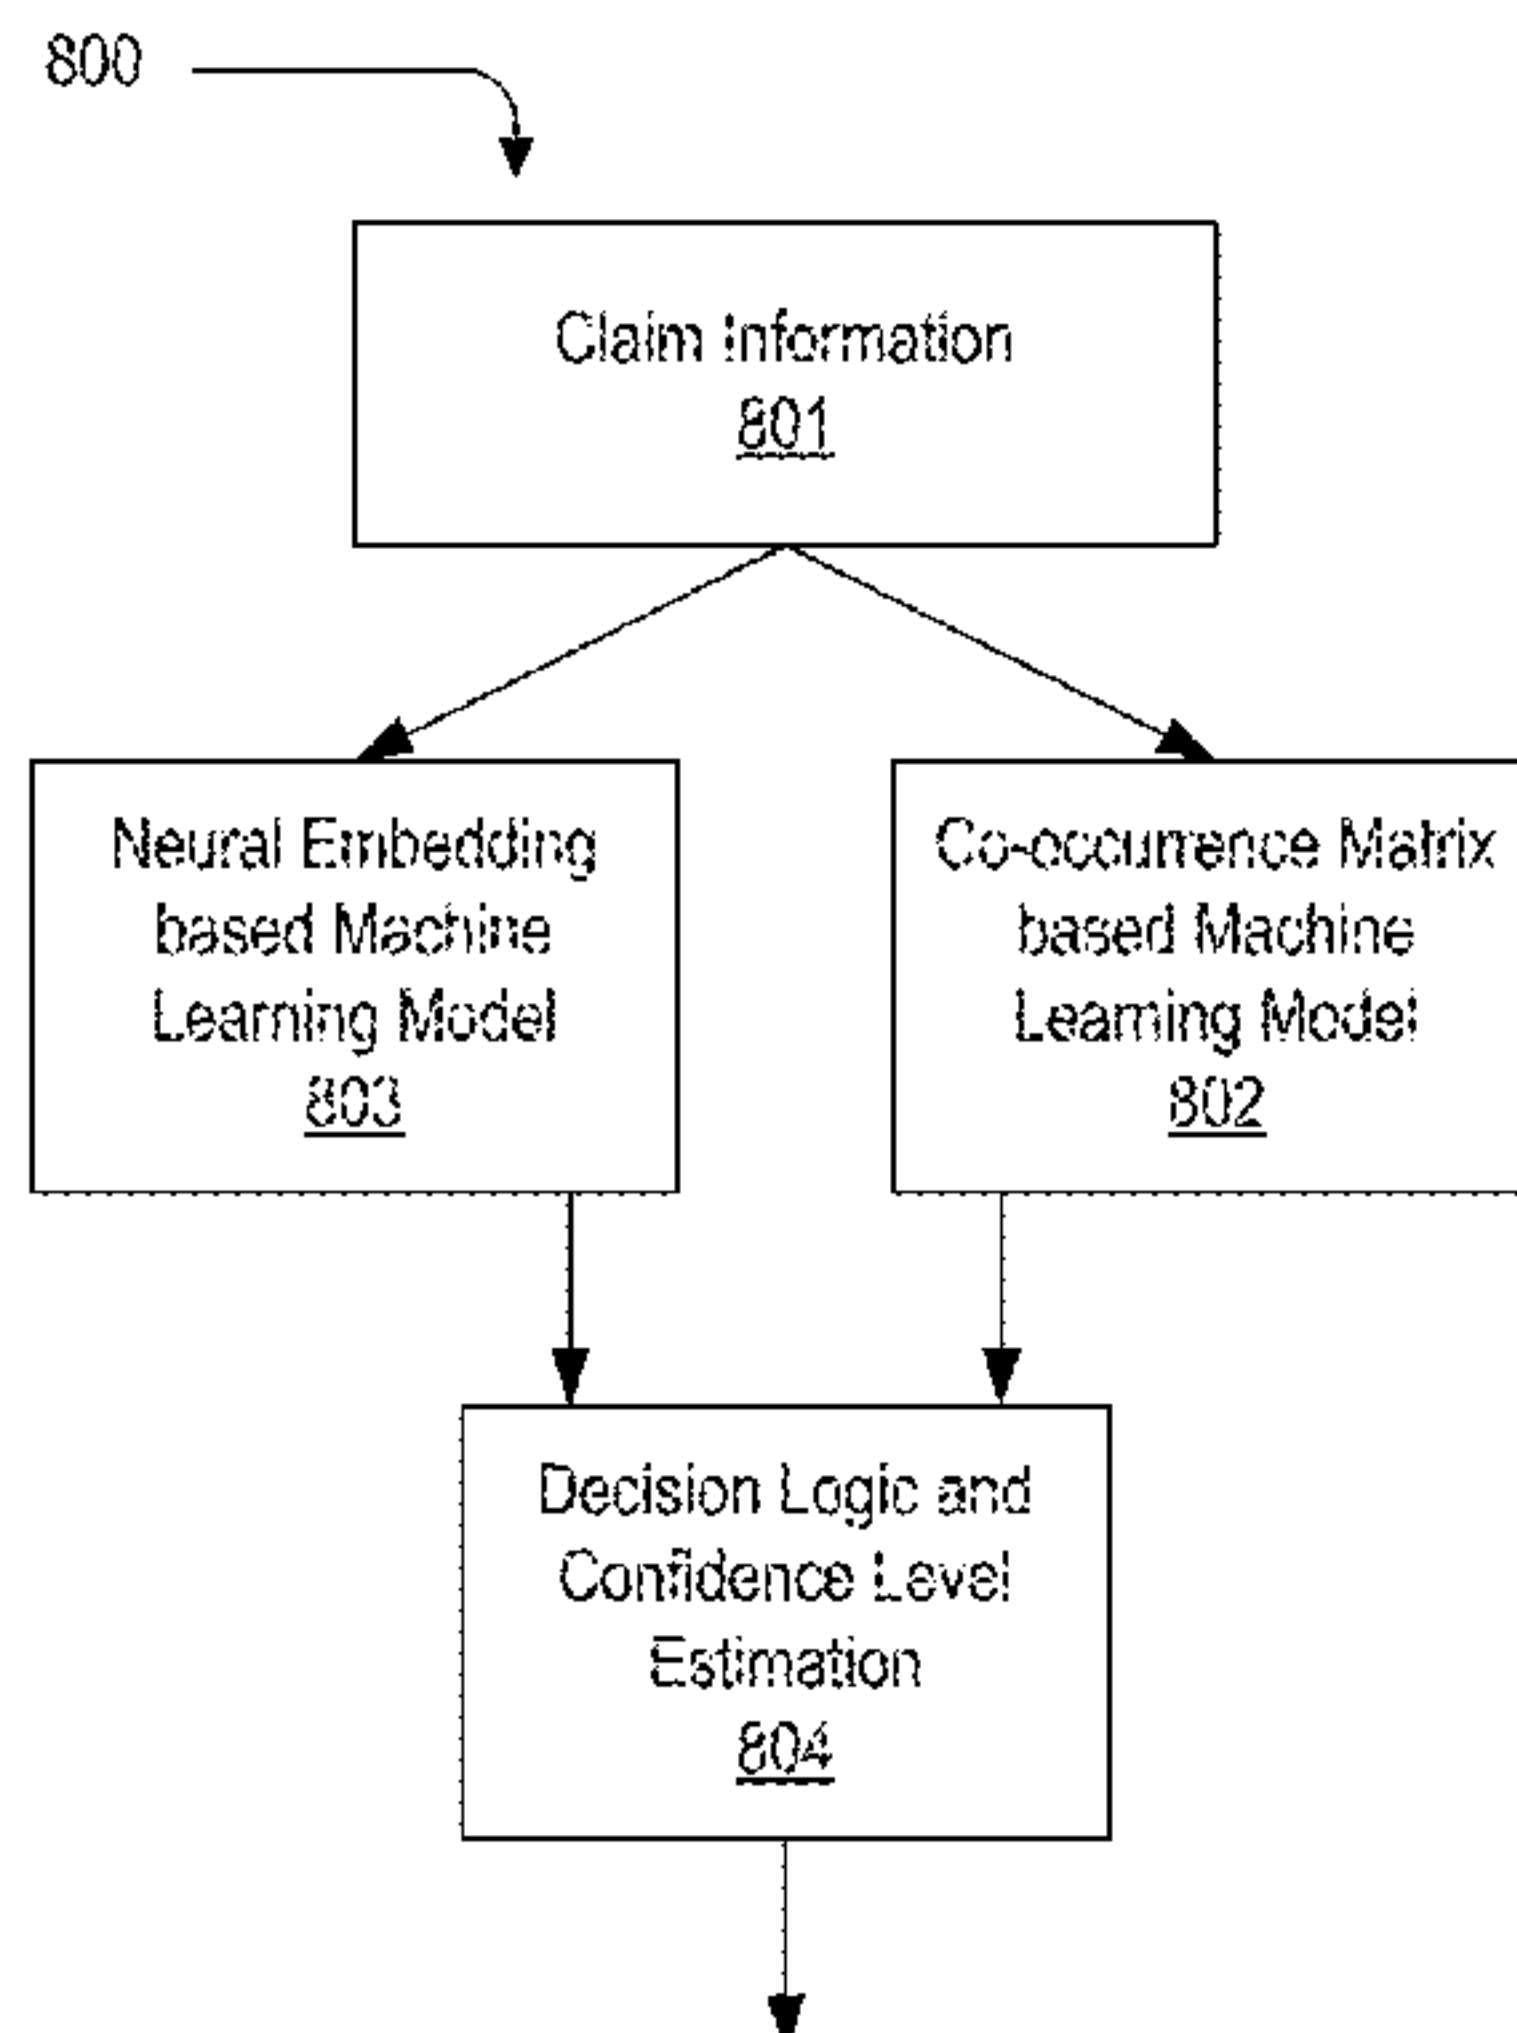 800
Claim Information
801
Neural Embedding
based Machine
Learning Model
803
Co-occurrence Matrix
based Machine
Learning Model
802
Decision Logic and
Confidence Level
Estimation
804